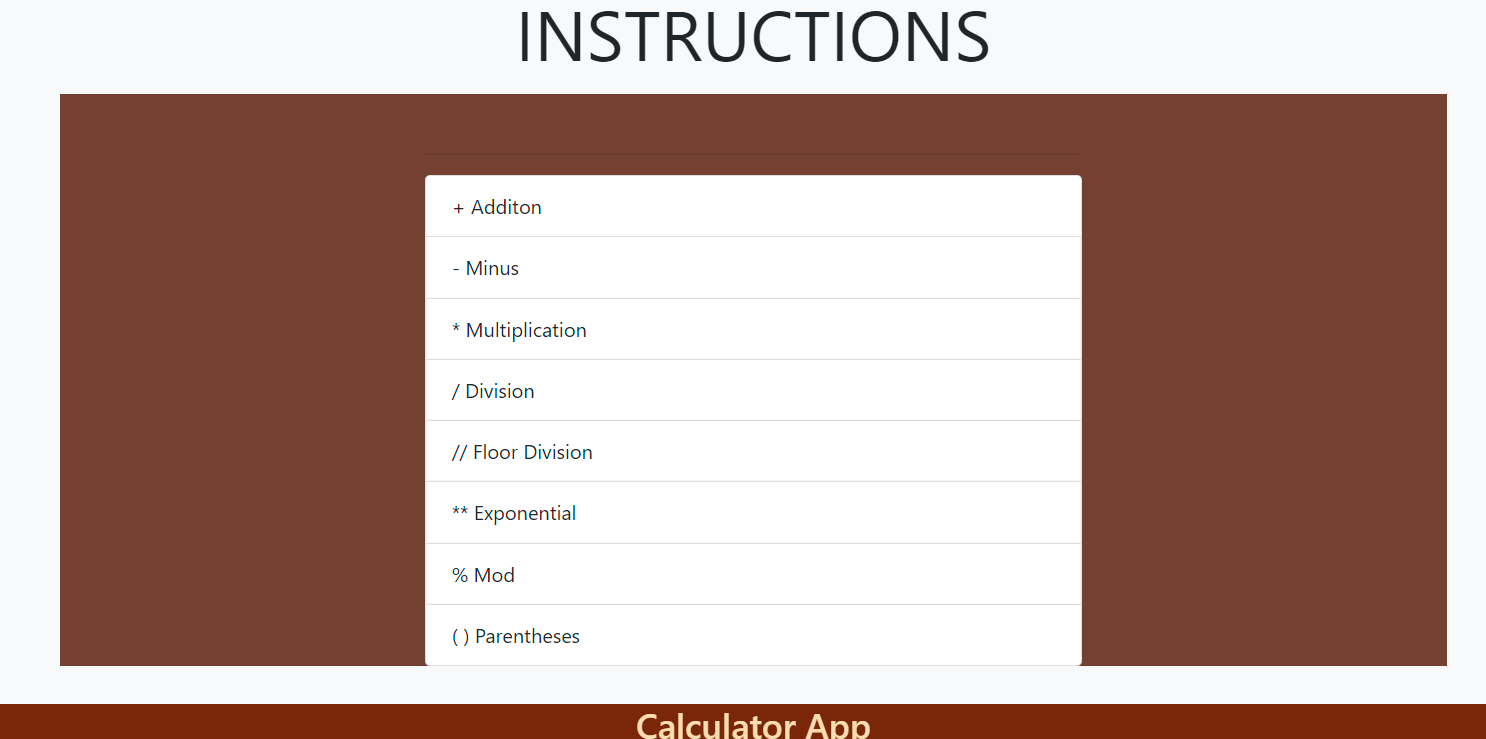 INSTRUCTIONS
+ Additon
- Minus
* Multiplication
/ Division
// Floor Division
** Exponential
% Mod
( ) Parentheses
Calculator App